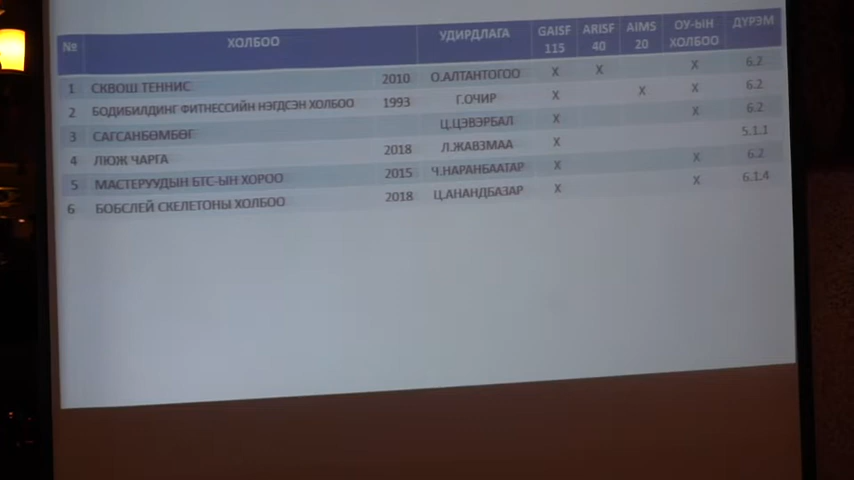 № ХОЛБОО УДИРДЛАГА GAISF 115 ARISF 40 AIMS 20 ОУ-ЫН ХОЛБОО ДҮРЭМ
1 СКВОШ ТЕННИС 2010 О.АЛТАНТОГОО X X X 6.2
2 БОДИБИЛДИНГ ФИТНЕССИЙН НЭГДСЭН ХОЛБОО 1993 Г.ОЧИР X X X 6.2
3 САГСАНБӨМБӨГ Ц.ЦЭВЭРБАЛ X X 6.2
4 ЛЮЖ ЧАРГА 2018 Л.ЖАВЗМАА X 5.1.1
5 МАСТЕРУУДЫН БТС-ЫН ХОРОО 2015 Ч.НАРАНБААТАР X X 6.2
6 БОБСЛЕЙ СКЕЛЕТОНЫ ХОЛБОО 2018 Ц.АНАНДБАЗАР X X 6.1.4